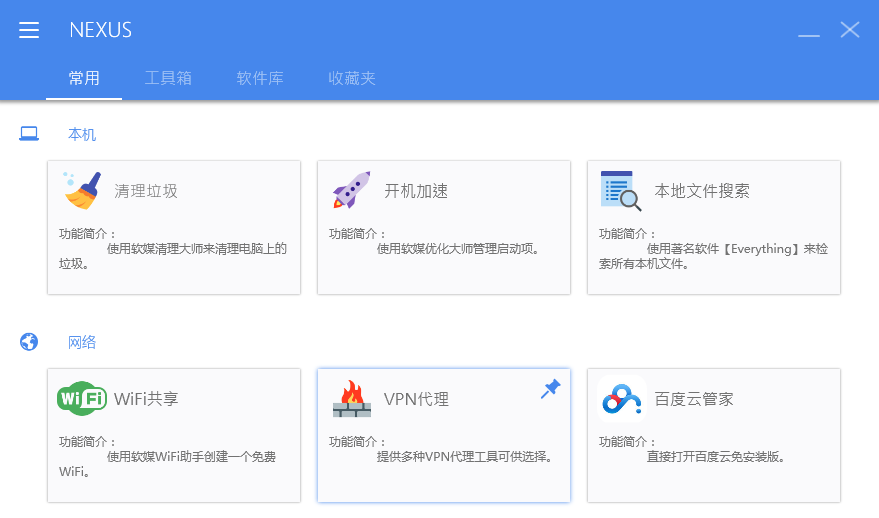 NEXUS
常用 工具箱 软件库 收藏夹
本机
清理垃圾
功能简介：
使用软媒清理大师来清理电脑上的
垃圾。
开机加速
功能简介：
使用软媒优化大师管理启动项。
本地文件搜索
功能简介：
使用著名软件【Everything】来检
索所有本机文件。
网络
WiFi WiFi共享
功能简介：
使用软媒WiFi助手创建一个免费
WiFi。
VPN代理
功能简介：
提供多种VPN代理工具可供选择。
百度云管家
功能简介：
直接打开百度云免安装版。